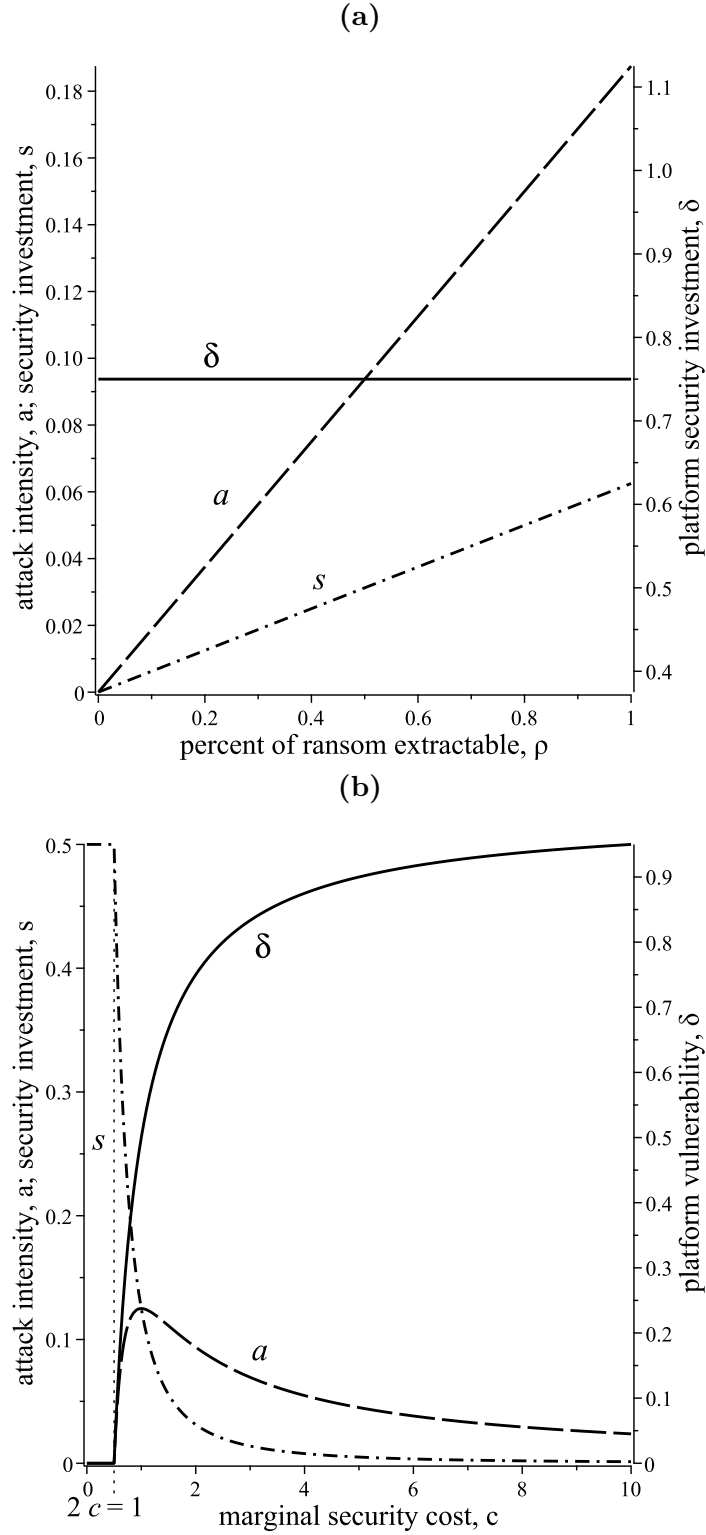 (a)
attack intensity, a; security investment, s
0.18
0.16
0.14
0.12
0.10
0.08
0.06
0.04
0.02
0
δ
a
s
1.1
1.0
0.9
0.8
0.7
0.6
0.5
0.4
platform security investment, δ
0 0.2 0.4 0.6 0.8 1
percent of ransom extractable, ρ
(b)
attack intensity, a; security investment, s
0.5
0.4
0.3
0.2
0.1
0
δ
s
a
0.9
0.8
0.7
0.6
0.5
0.4
0.3
0.2
0.1
0
platform vulnerability, δ
0 2 4 6 8 10
2 c = 1
marginal security cost, c